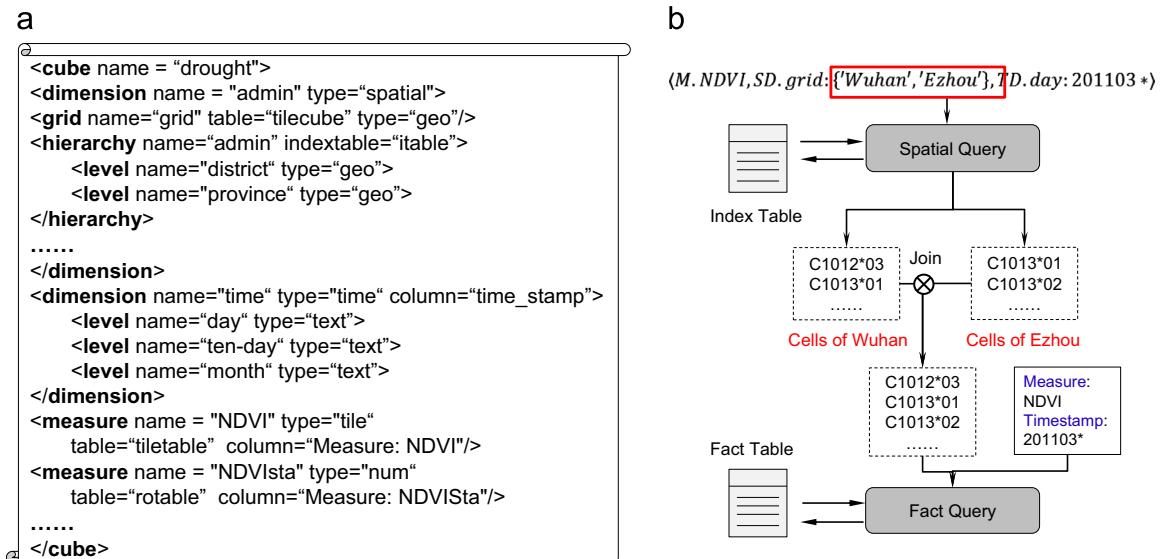 a
<cube name = “drought">
<dimension name = "admin" type=“spatial">
<grid name=“grid" table=“tilecube" type=“geo”/>
<hierarchy name=“admin” indextable=“itable">
<level name="district“ type=“geo">
<level name="province“ type=“geo">
</hierarchy>
……
</dimension>
<dimension name="time“ type="time“ column=“time_stamp”>
<level name=“day“ type=“text”>
<level name=“ten-day“ type=“text”>
<level name=“month“ type=“text”>
</dimension>
<measure name = "NDVI" type="tile“
table=“tiletable”  column=“Measure: NDVI"/>
<measure name = "NDVIsta" type="num“
table=“rotable”  column=“Measure: NDVISta"/>
……
</cube>
b
⟨M.NDVI,SD.grid:{'Wuhan','Ezhou'},TD.day:201103 *⟩
Spatial Query
Index Table
C1012*03
C1013*01
……
Join
C1013*01
C1013*02
……
Cells of Wuhan
Cells of Ezhou
C1012*03
C1013*01
C1013*02
……
Measure:
NDVI
Timestamp:
201103*
Fact Table
Fact Query